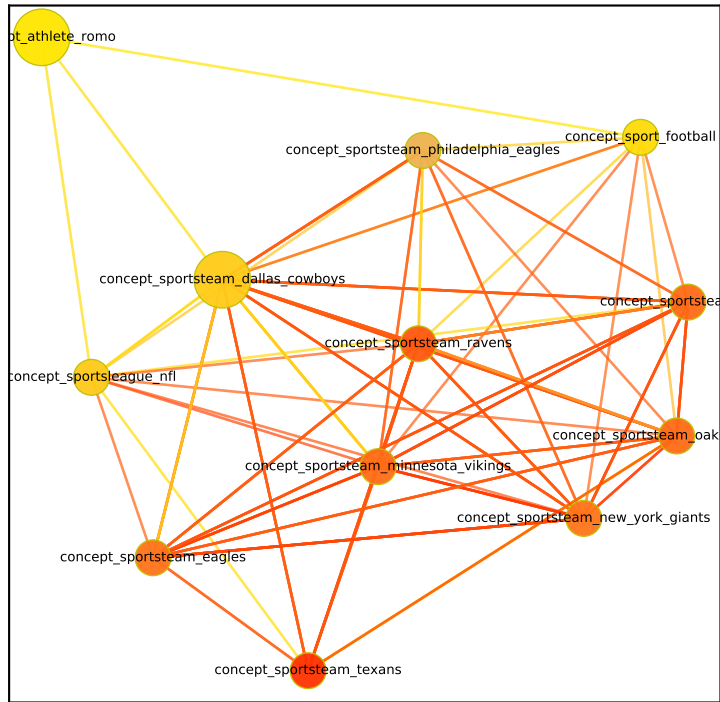 pt_athlete_romo
concept_sport_football
concept_sportsteam_philadelphia_eagles
concept_sportsteam_dallas_cowboys
concept_sportstea
concept_sportsteam_ravens
concept_sportsleague_nfl
concept_sportsteam_oak
concept_sportsteam_minnesota_vikings
concept_sportsteam_new_york_giants
concept_sportsteam_eagles
concept_sportsteam_texans